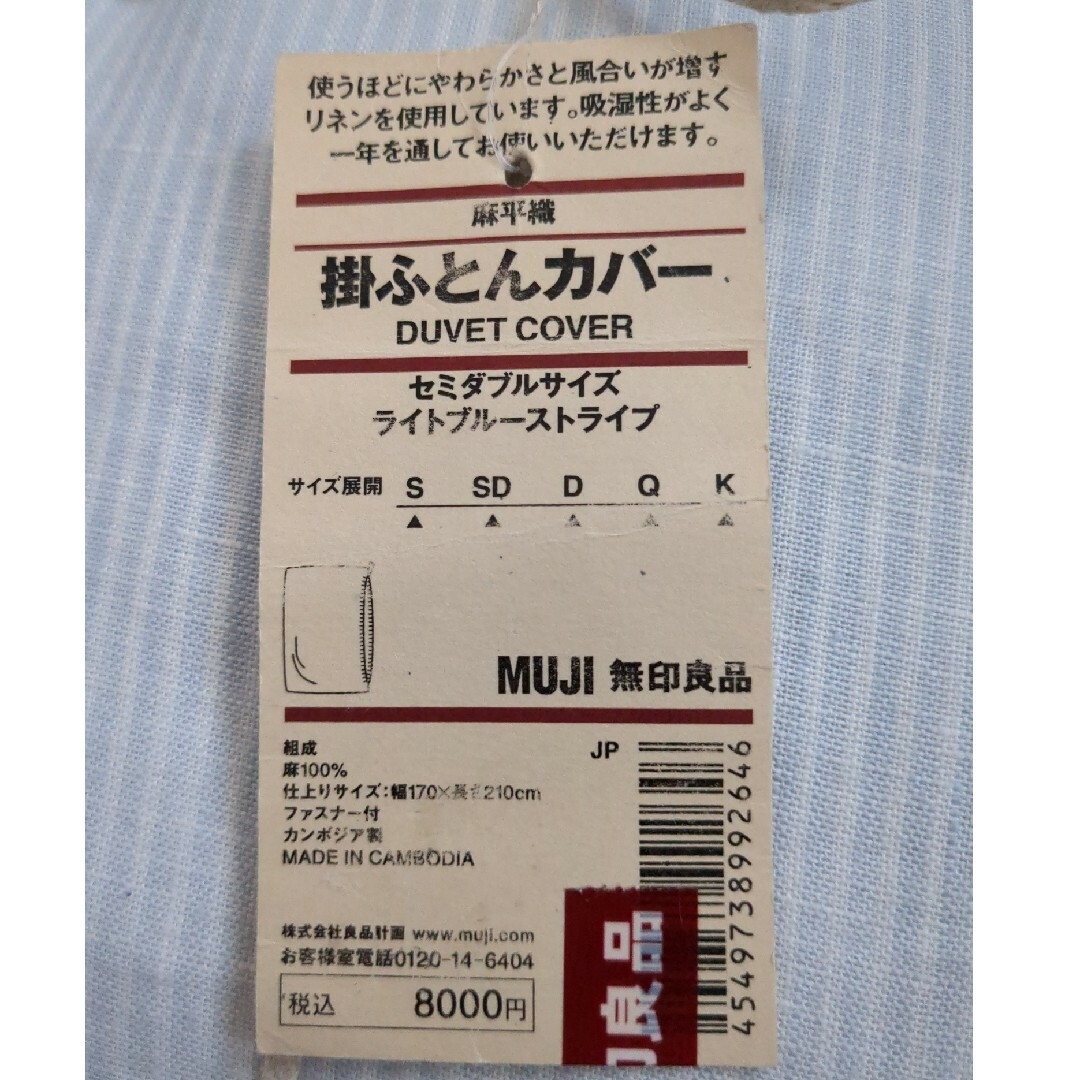 使うほどにやわらかさと風合いが増す
リネンを使用しています。吸湿性がよく
一年を通してお使いいただけます。
麻平織
掛ふとんカバー
DUVET COVER
セミダブルサイズ
ライトブルーストライプ
サイズ展開 S SD D Q K
MUJI 無印良品
組成
麻100%
仕上りサイズ:幅170×長さ210cm
ファスナー付
カンボジア製
MADE IN CAMBODIA
株式会社良品計画 www.muji.com
お客様室電話0120-14-6404
税込 8000円
JP
4549738992646
印良品